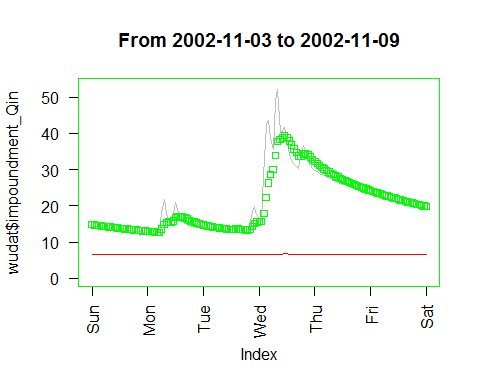 From 2002-11-03 to 2002-11-09
wudat$impoundment_Qin
50
40
30
20
10
0
Sun
Mon
Tue
Wed
Thu
Fri
Sat
Index